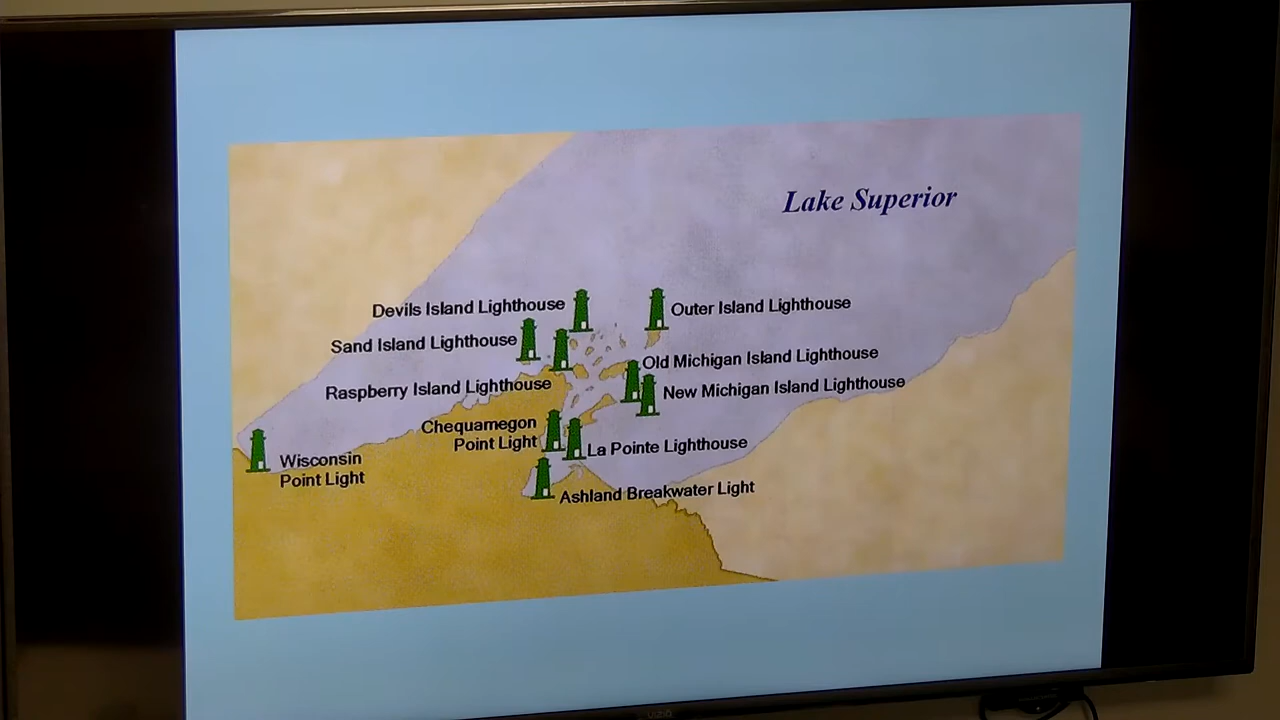 Lake Superior
Devils Island Lighthouse
Outer Island Lighthouse
Sand Island Lighthouse
Old Michigan Island Lighthouse
Raspberry Island Lighthouse
New Michigan Island Lighthouse
Chequamegon
Point Light
La Pointe Lighthouse
Wisconsin
Point Light
Ashland Breakwater Light